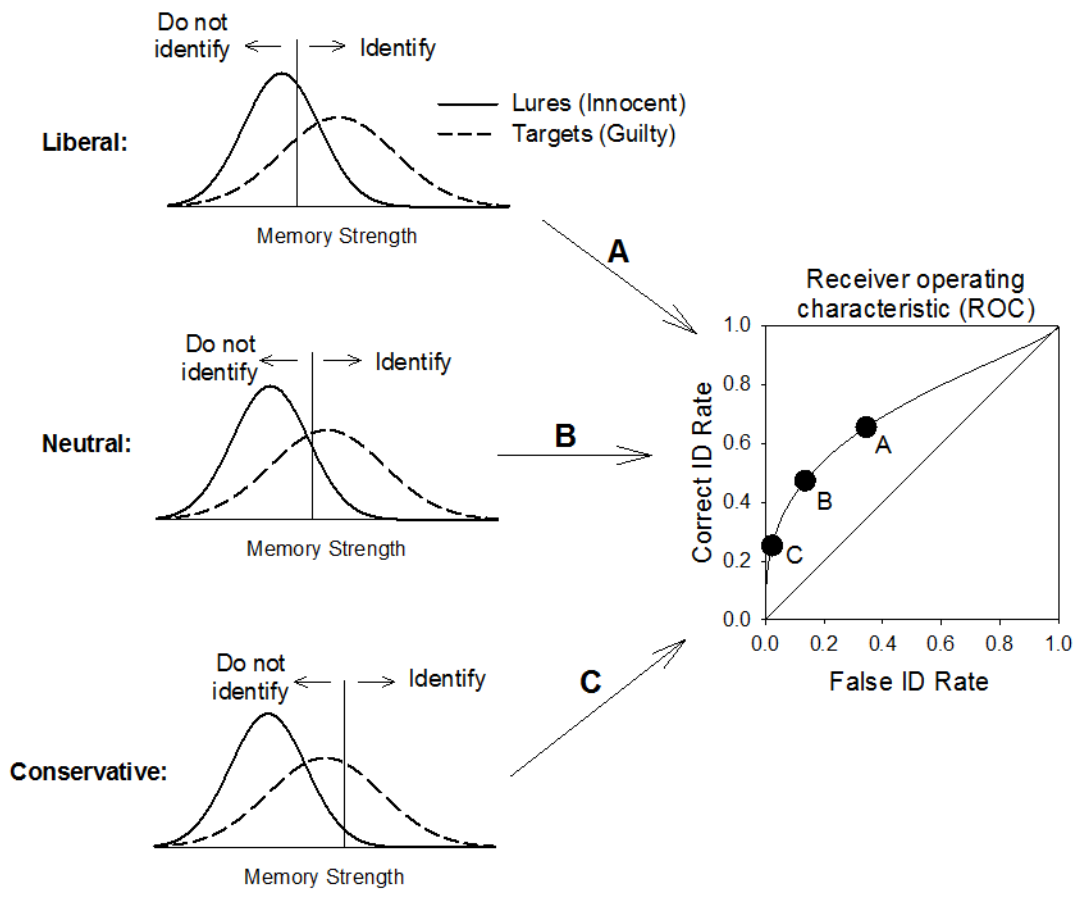 Do not
identify
Identify
Lures (Innocent)
Targets (Guilty)
Liberal:
Memory Strength
A
Receiver operating
characteristic (ROC)
Do not
identify
Identify
Neutral:
Memory Strength
B
1.0
0.8
0.6
0.4
0.2
0.0
Correct ID Rate
A
B
C
0.0 0.2 0.4 0.6 0.8 1.0
False ID Rate
Do not
identify
Identify
Conservative:
Memory Strength
C